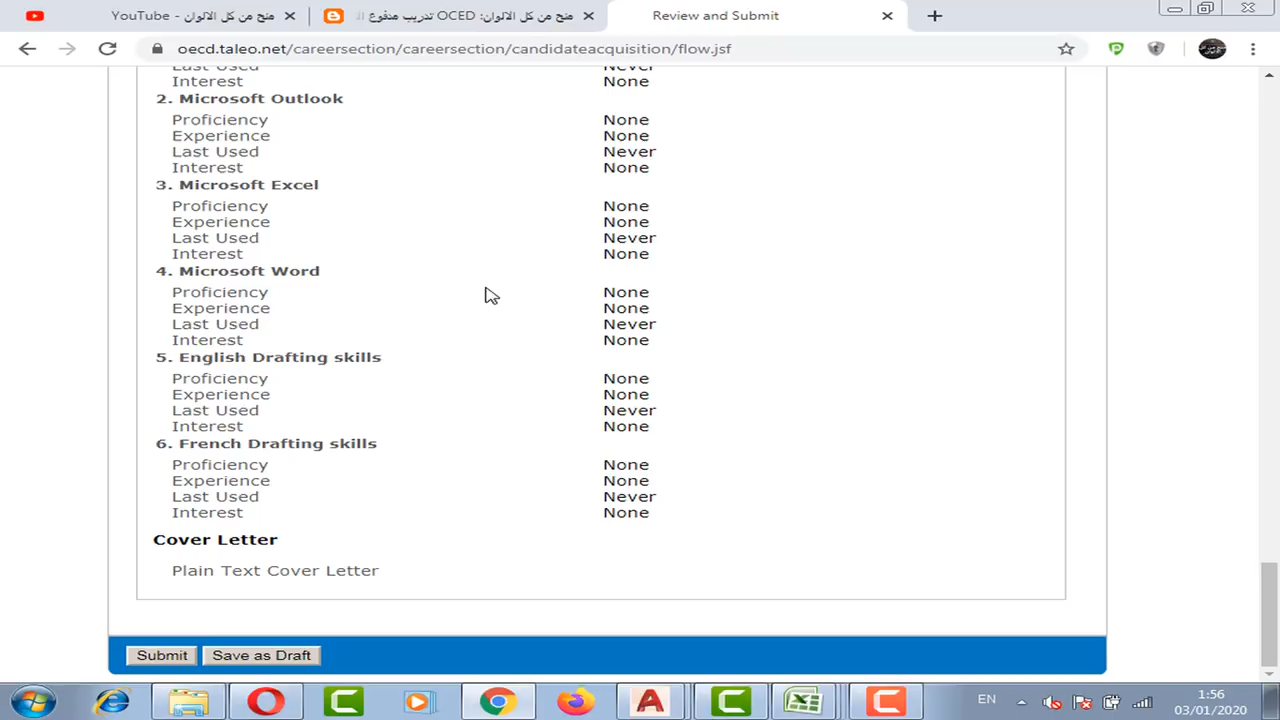 YouTube - منح من كل الالوان
منح من كل الالوان: OCED تدريب مدفوع ال
Review and Submit
oecd.taleo.net/careersection/careersection/candidateacquisition/flow.jsf
Last Used Never
Interest None
2. Microsoft Outlook
Proficiency None
Experience None
Last Used Never
Interest None
3. Microsoft Excel
Proficiency None
Experience None
Last Used Never
Interest None
4. Microsoft Word
Proficiency None
Experience None
Last Used Never
Interest None
5. English Drafting skills
Proficiency None
Experience None
Last Used Never
Interest None
6. French Drafting skills
Proficiency None
Experience None
Last Used Never
Interest None
Cover Letter
Plain Text Cover Letter
Submit Save as Draft
EN 1:56
03/01/2020